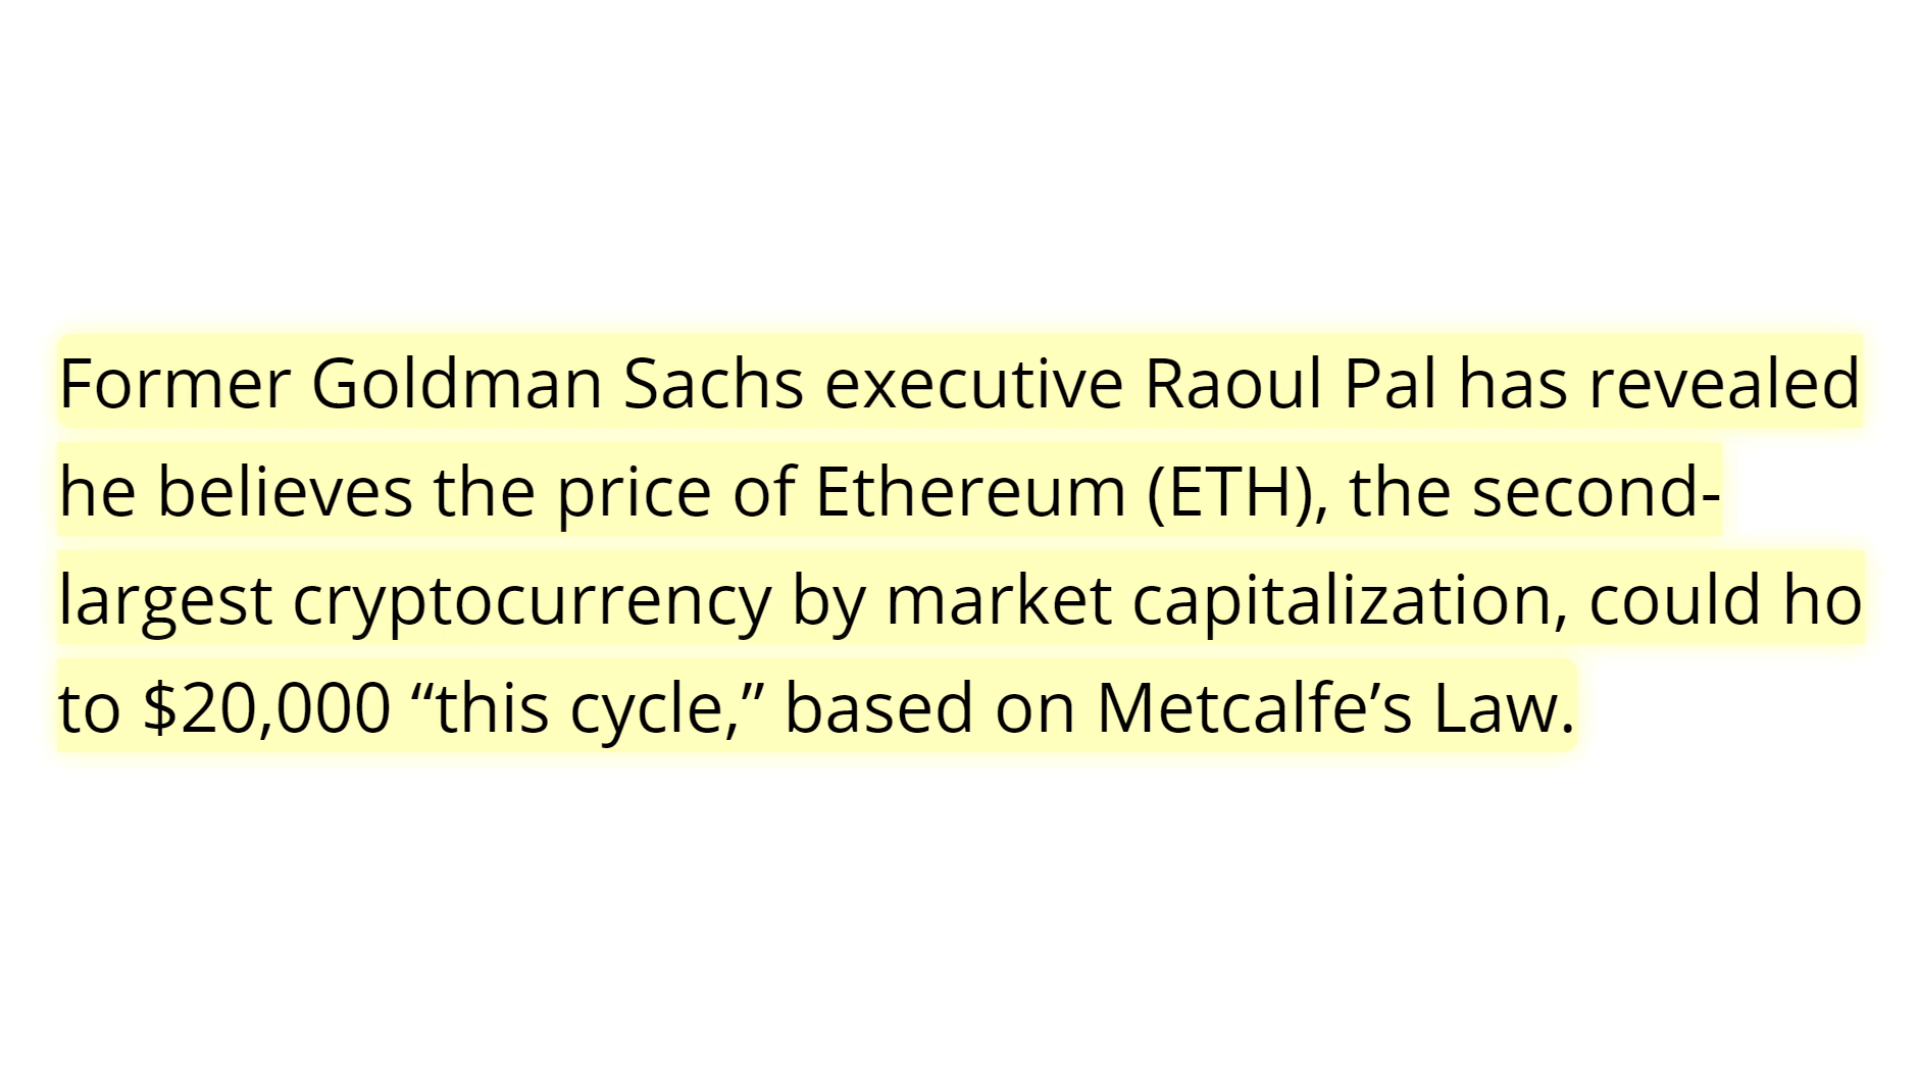 Former Goldman Sachs executive Raoul Pal has revealed
he believes the price of Ethereum (ETH), the second-
largest cryptocurrency by market capitalization, could ho
to $20,000 “this cycle,” based on Metcalfe’s Law.